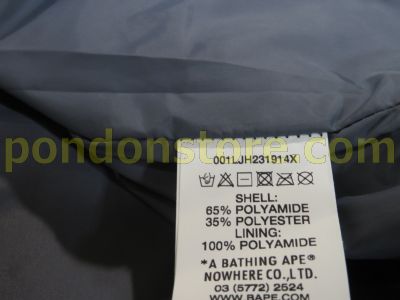 001LJH231914X
pondonstore.com
SHELL:
65% POLYAMIDE
35% POLYESTER
LINING:
100% POLYAMIDE
*A BATHING APE®
NOWHERE CO.,LTD.
03 (5772) 2524
WWW.BAPE.COM